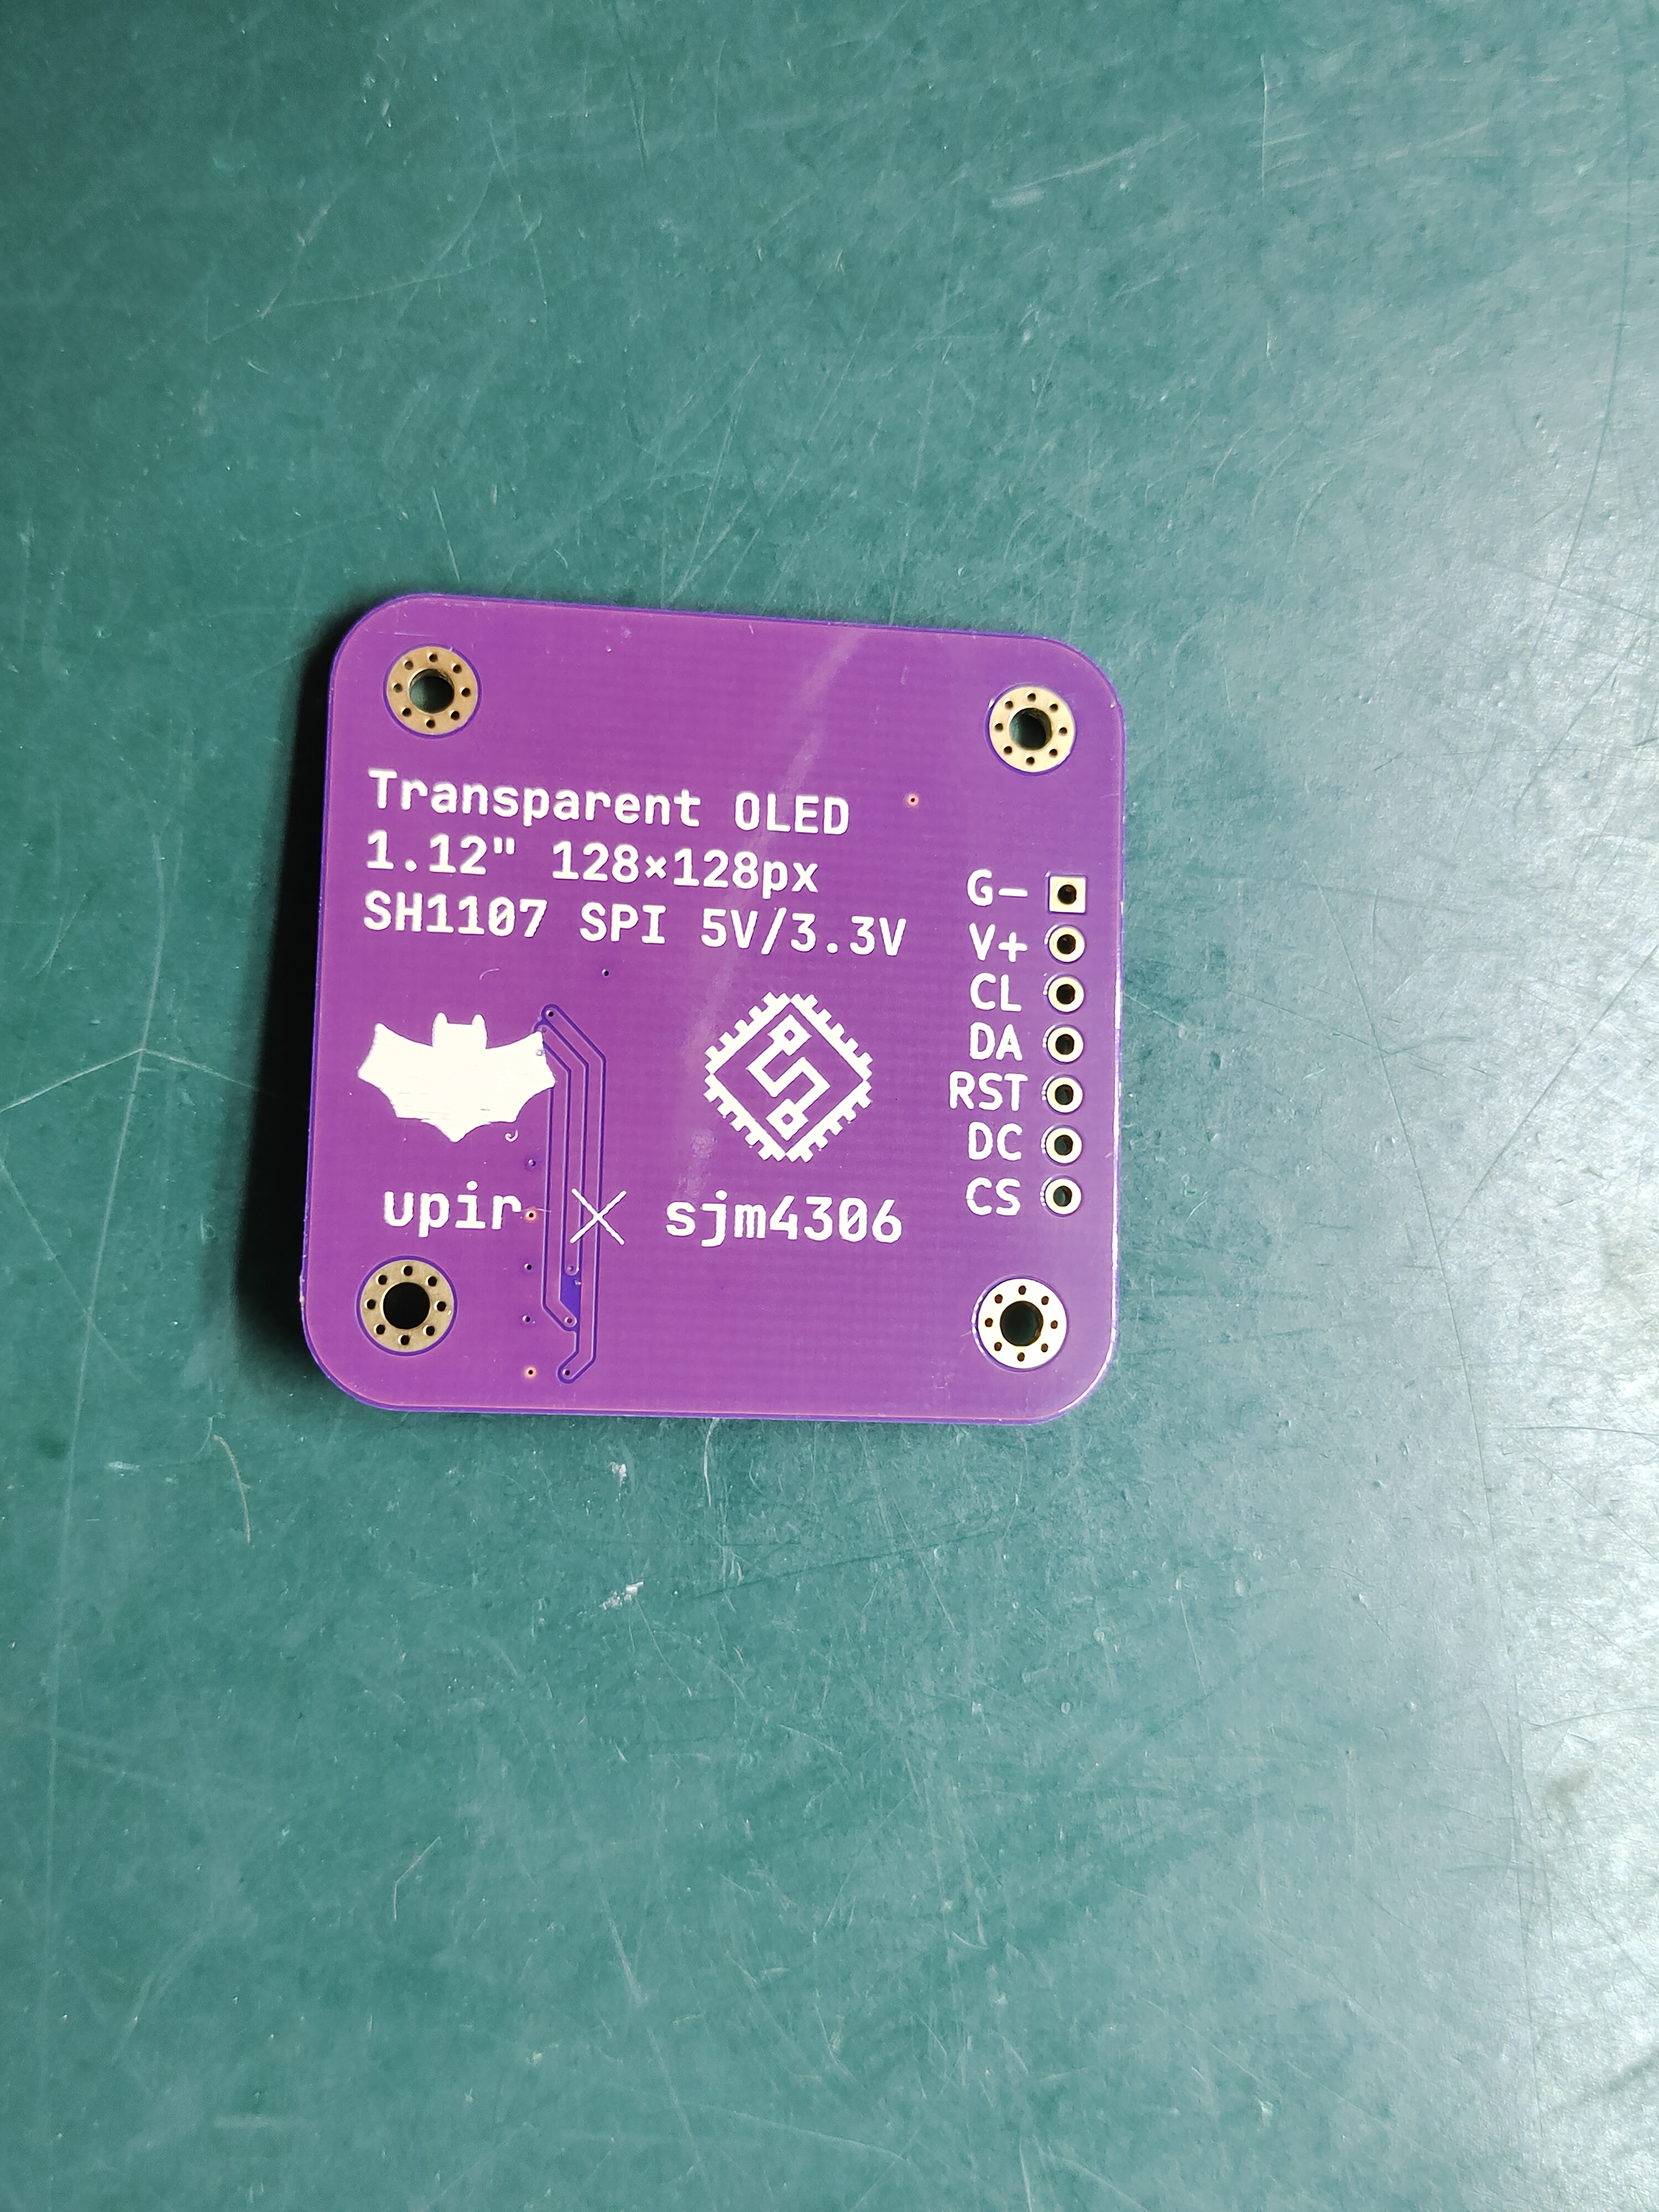 Transparent OLED
1.12" 128×128px
SH1107 SPI 5V/3.3V
G-
V+
CL
DA
RST
DC
CS
upir × sjm4306